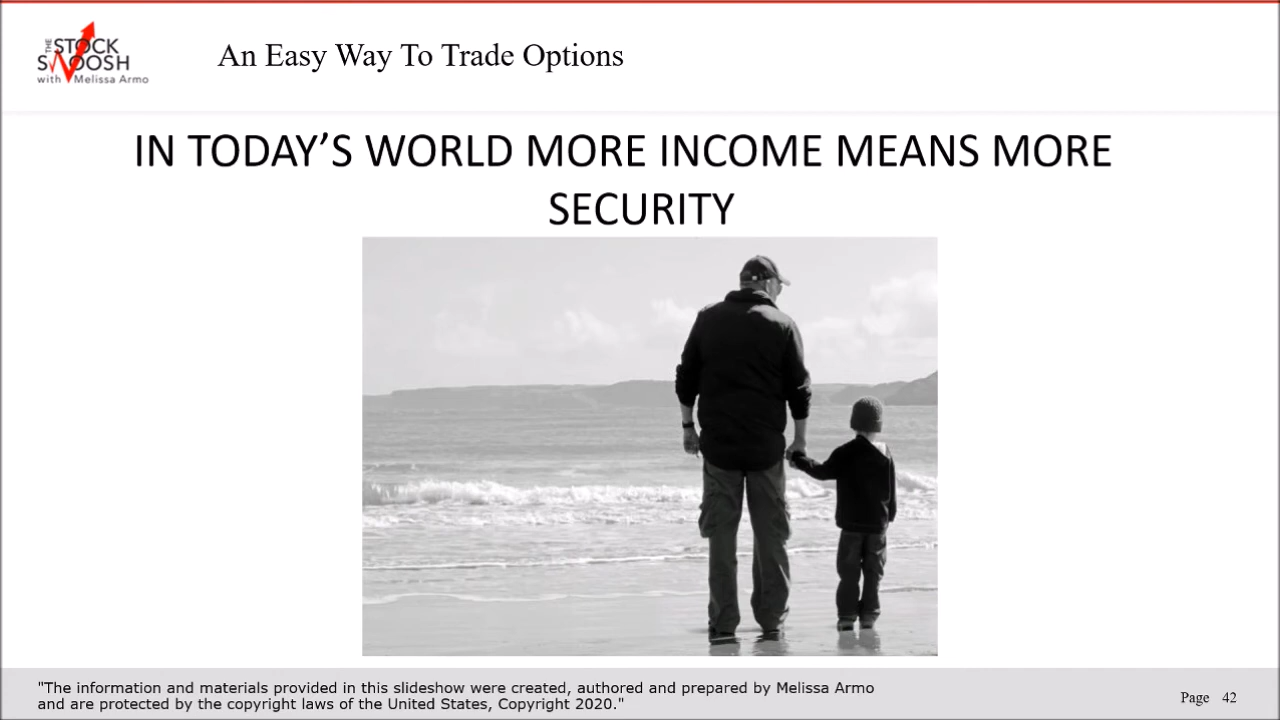 THE
STOCK
SWOOSH
with Melissa Armo
An Easy Way To Trade Options
IN TODAY’S WORLD MORE INCOME MEANS MORE
SECURITY
"The information and materials provided in this slideshow were created, authored and prepared by Melissa Armo
and are protected by the copyright laws of the United States, Copyright 2020."
Page 42